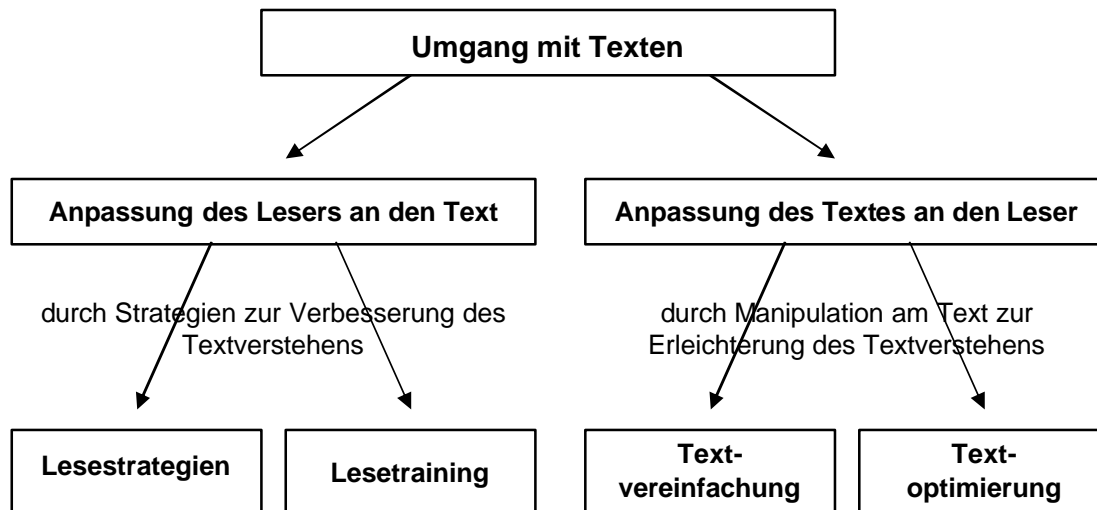 Umgang mit Texten
Anpassung des Lesers an den Text
Anpassung des Textes an den Leser
durch Strategien zur Verbesserung des
Textverstehens
durch Manipulation am Text zur
Erleichterung des Textverstehens
Lesestrategien
Lesetraining
Text-
vereinfachung
Text-
optimierung